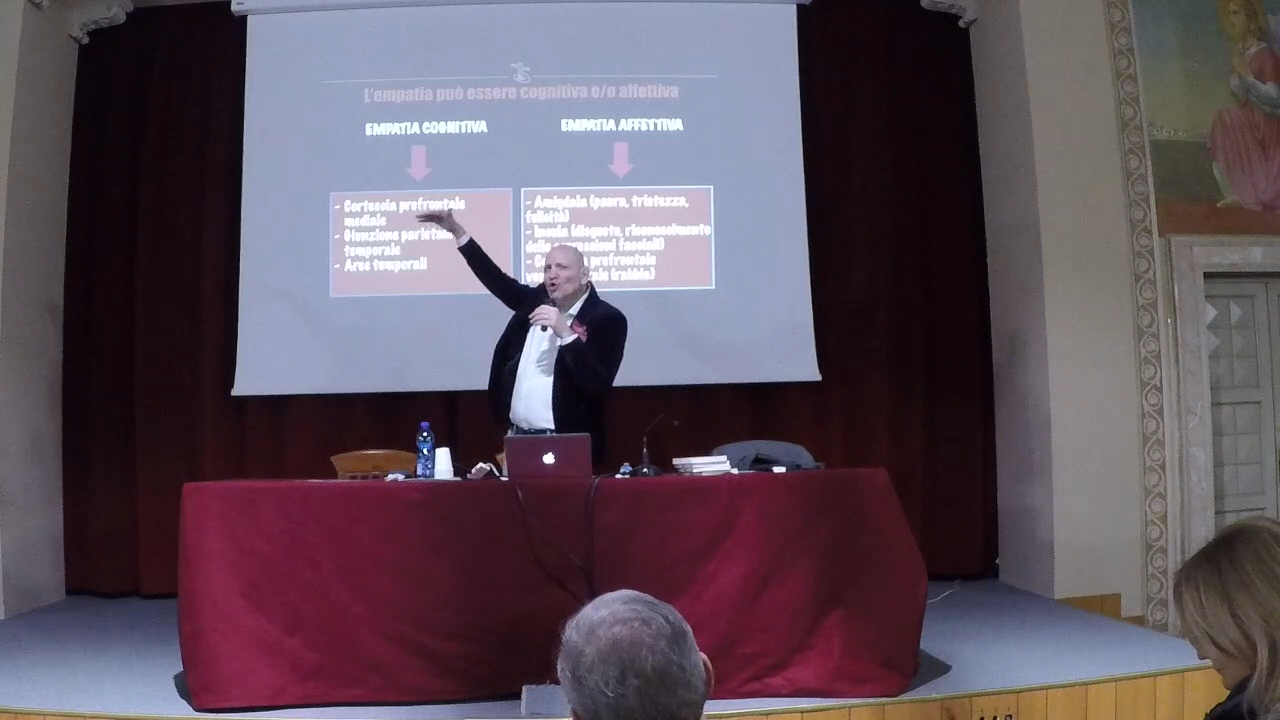 L'empatia può essere cognitiva e/o affettiva
EMPATIA COGNITIVA
EMPATIA AFFETTIVA
- Corteccia prefrontale
mediale
- Giunzione parietale
temporale
- Aree temporali
- Amigdala (paura, tristezza,
felicità)
- Insula (disgusto, riconoscimento
delle espressioni facciali)
prefrontale
(rabbia)